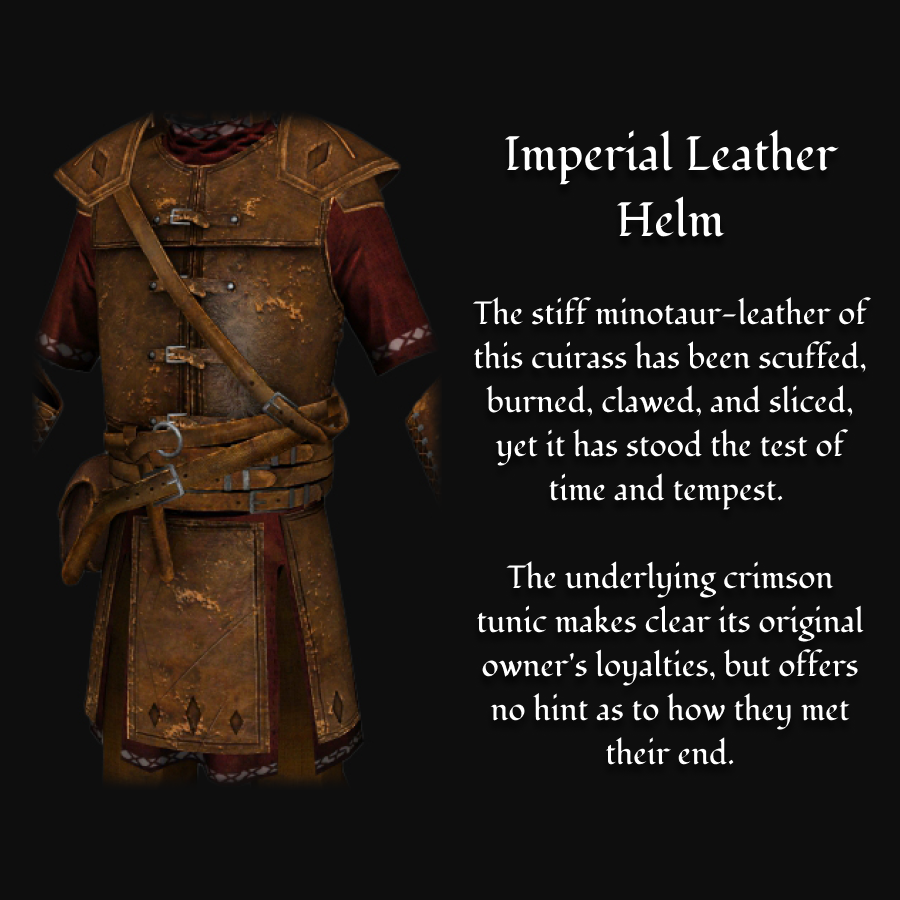 Imperial Leather
Helm
The stiff minotaur-leather of
this cuirass has been scuffed,
burned, clawed, and sliced,
yet it has stood the test of
time and tempest.
The underlying crimson
tunic makes clear its original
owner's loyalties, but offers
no hint as to how they met
their end.